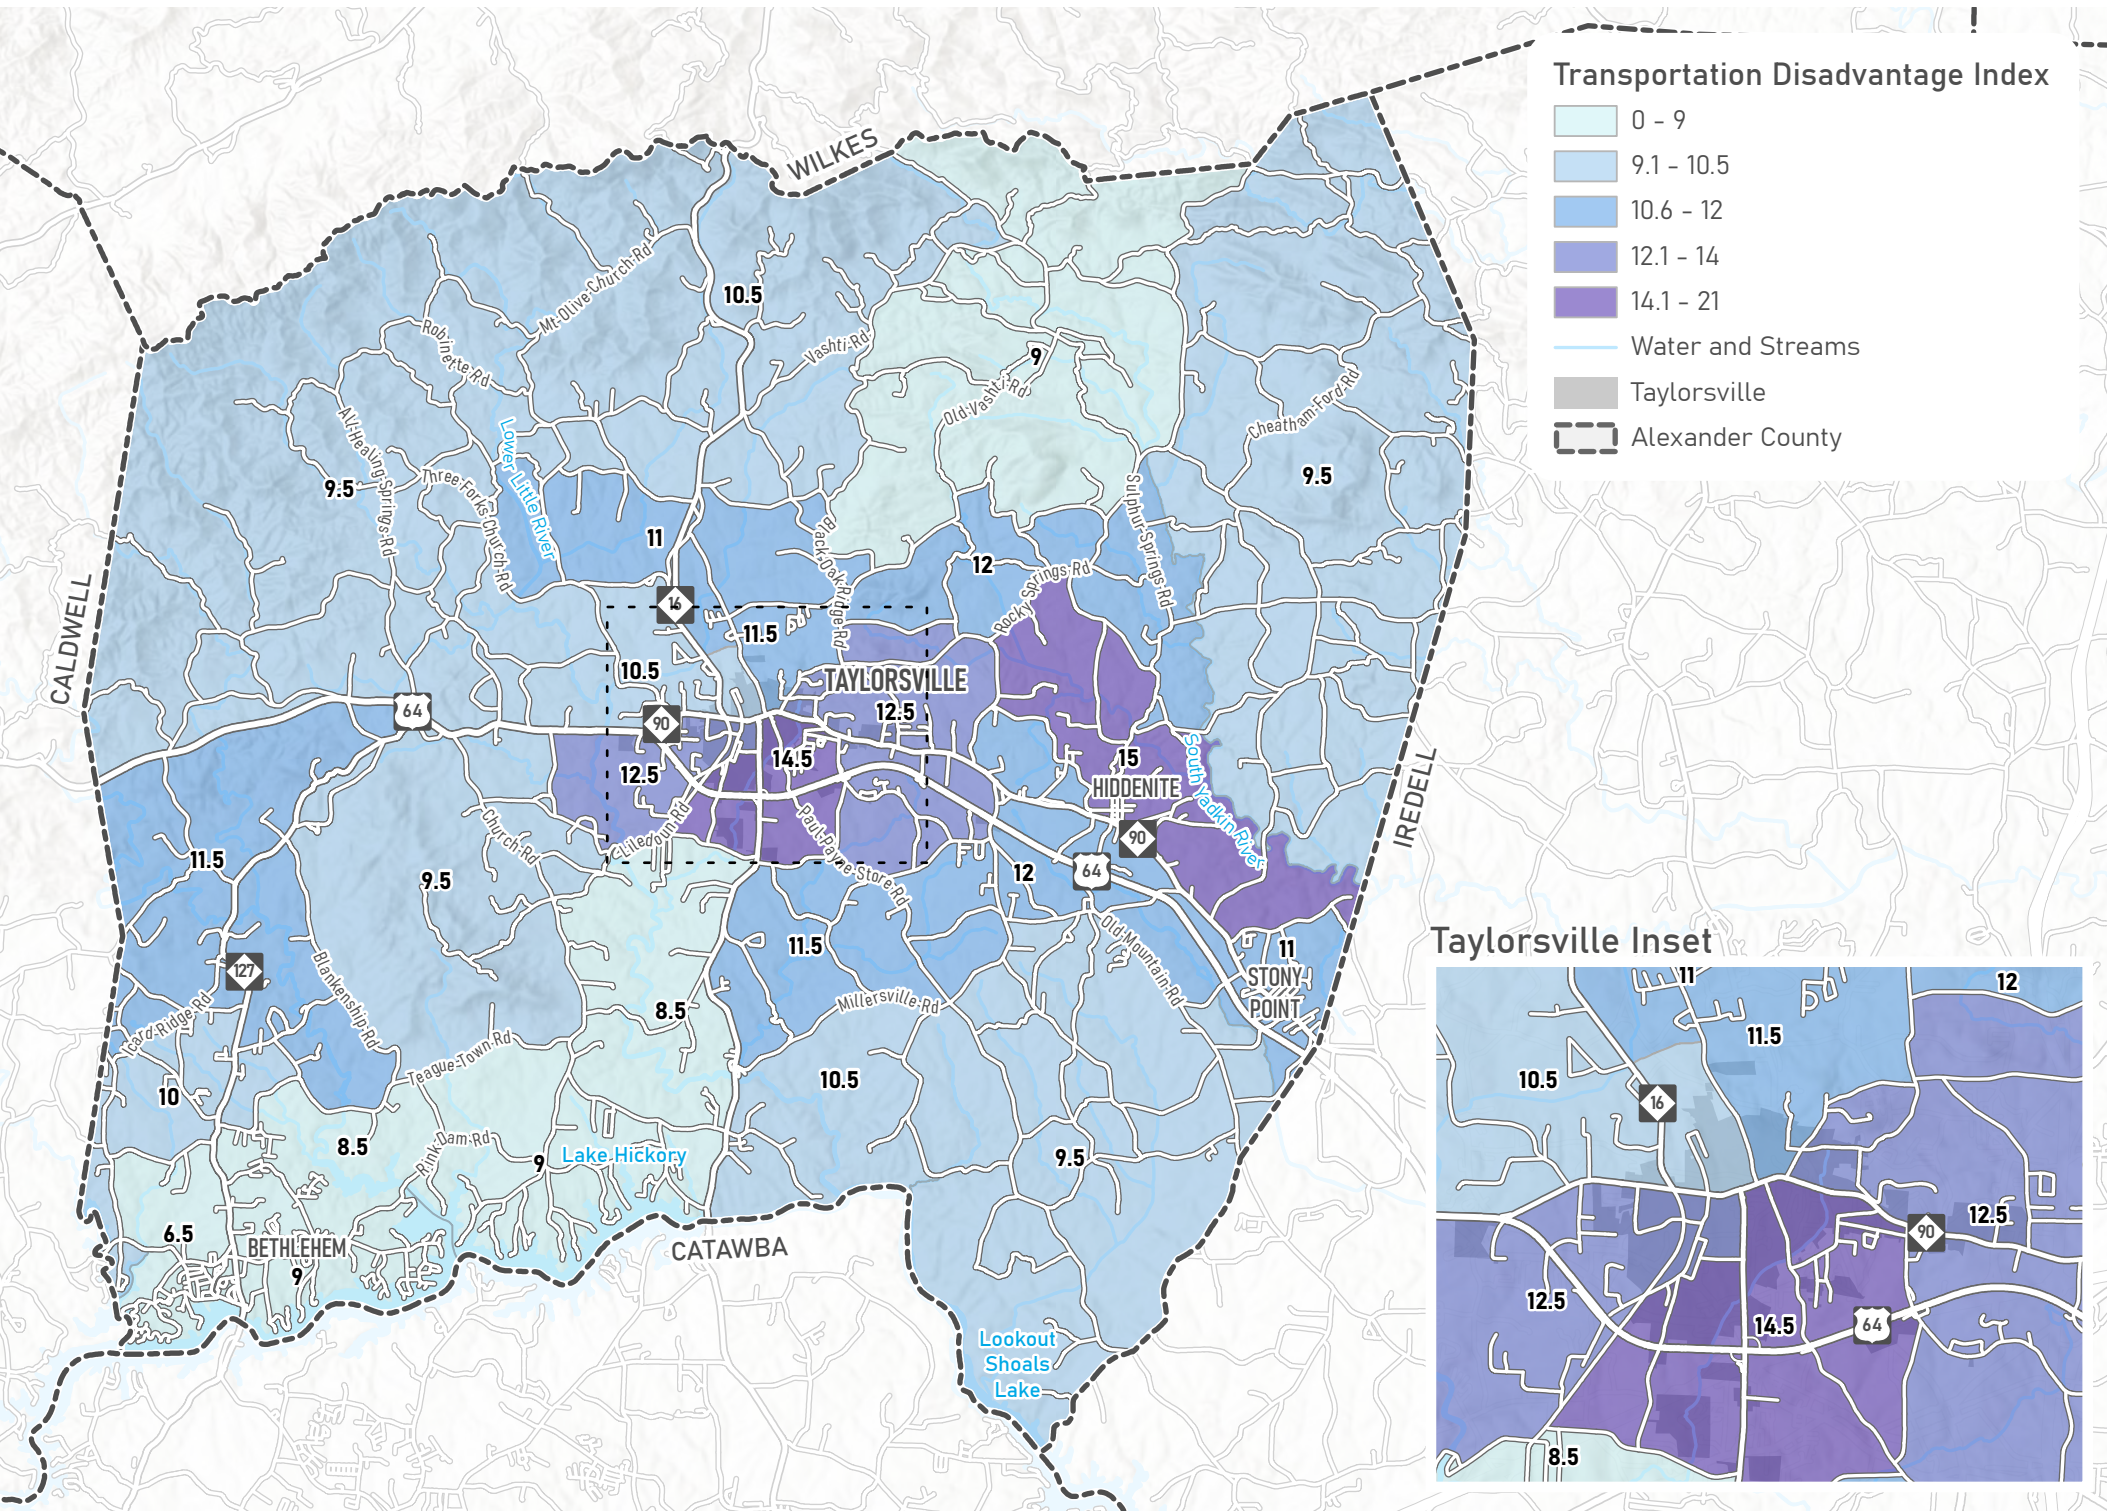 Transportation Disadvantage Index
0 - 9
9.1 - 10.5
10.6 - 12
12.1 - 14
14.1 - 21
Water and Streams
Taylorsville
Alexander County
WILKES
CALDWELL
IREDELL
CATAWBA
10.5
Mt Olive Church Rd
Robinette Rd
Vashti Rd
9
Old Vashti Rd
Cheatham Ford Rd
9.5
All Healing Springs Rd
Three Forks Church Rd
Lower Little River
9.5
11
Black Oak Ridge Rd
Sulphur Springs Rd
12
Rocky Springs Rd
16
11.5
10.5
TAYLORSVILLE
64
90
12.5
12.5
14.5
15
HIDDENITE
South Yadkin River
90
64
Liledoun Rd
Paul Payne Store Rd
Church Rd
11.5
9.5
12
11
STONY
POINT
Old Mountain Rd
127
Blankenship Rd
Icard Ridge Rd
11.5
Millersville Rd
8.5
Teague Town Rd
10
10.5
8.5
Rink Dam Rd
9
Lake Hickory
9.5
6.5
BETHLEHEM
9
Lookout
Shoals
Lake
Taylorsville Inset
11
12
11.5
10.5
16
12.5
90
12.5
14.5
64
8.5